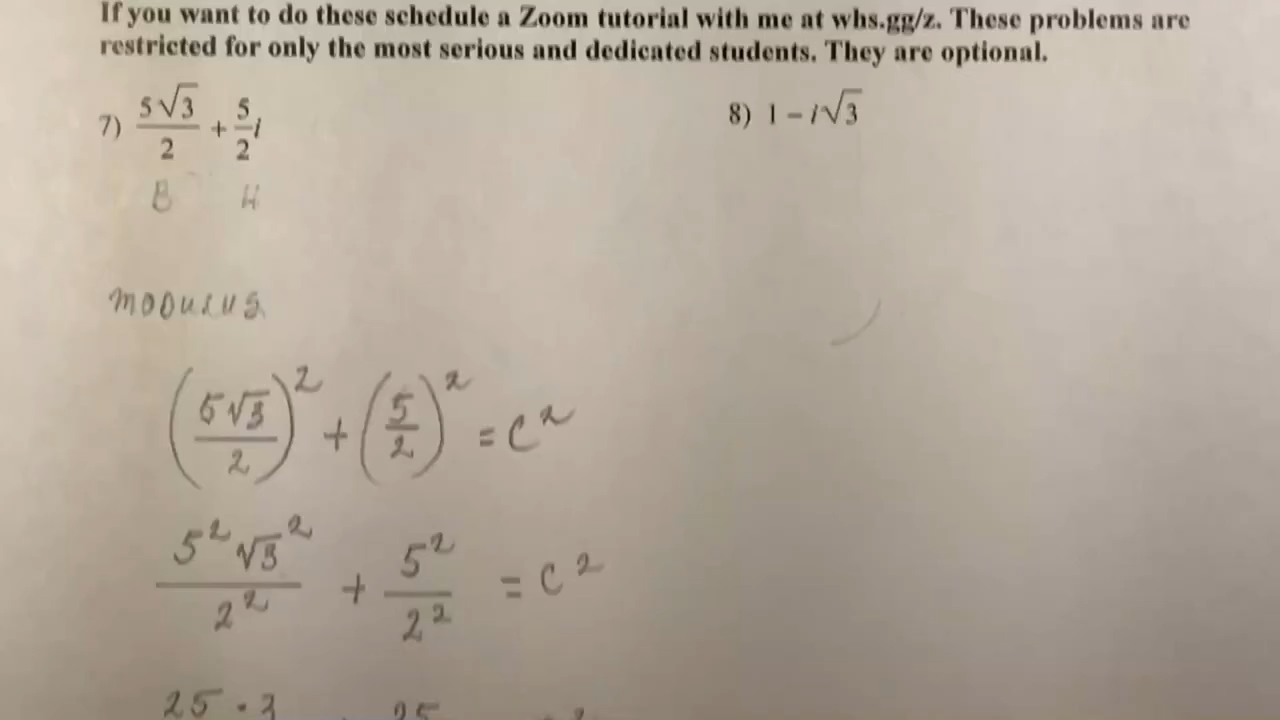 If you want to do these schedule a Zoom tutorial with me at whs.gg/z. These problems are
restricted for only the most serious and dedicated students. They are optional.
7) 5√3/2 + 5/2 i
8) 1 – i√3
B H
MODULUS
(5√3/2)² + (5/2)² = C²
5²√3²/2² + 5²/2² = C²
25 · 3 25